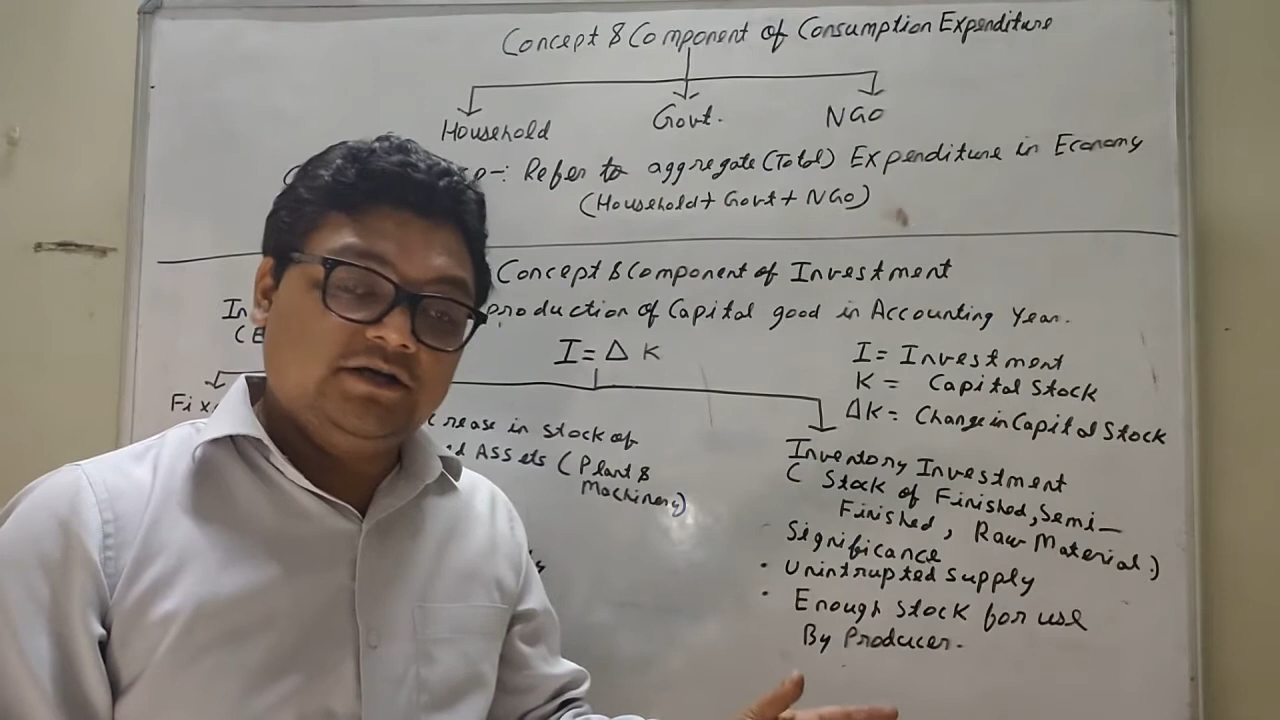 Concept & Component of Consumption Expenditure
Household Govt. NGO
Refer to aggregate (Total) Expenditure in Economy
(Household + Govt + NGO)
Concept & Component of Investment
production of Capital good in Accounting Year.
I = Δ K
I = Investment
K = Capital Stock
ΔK = Change in Capital Stock
in stock of
Assets (Plant &
Machinery)
Inventory Investment
( Stock of Finished, Semi-
Finished, Raw Material.)
Significance
• Unintrupted supply
• Enough stock for use
By Producer.